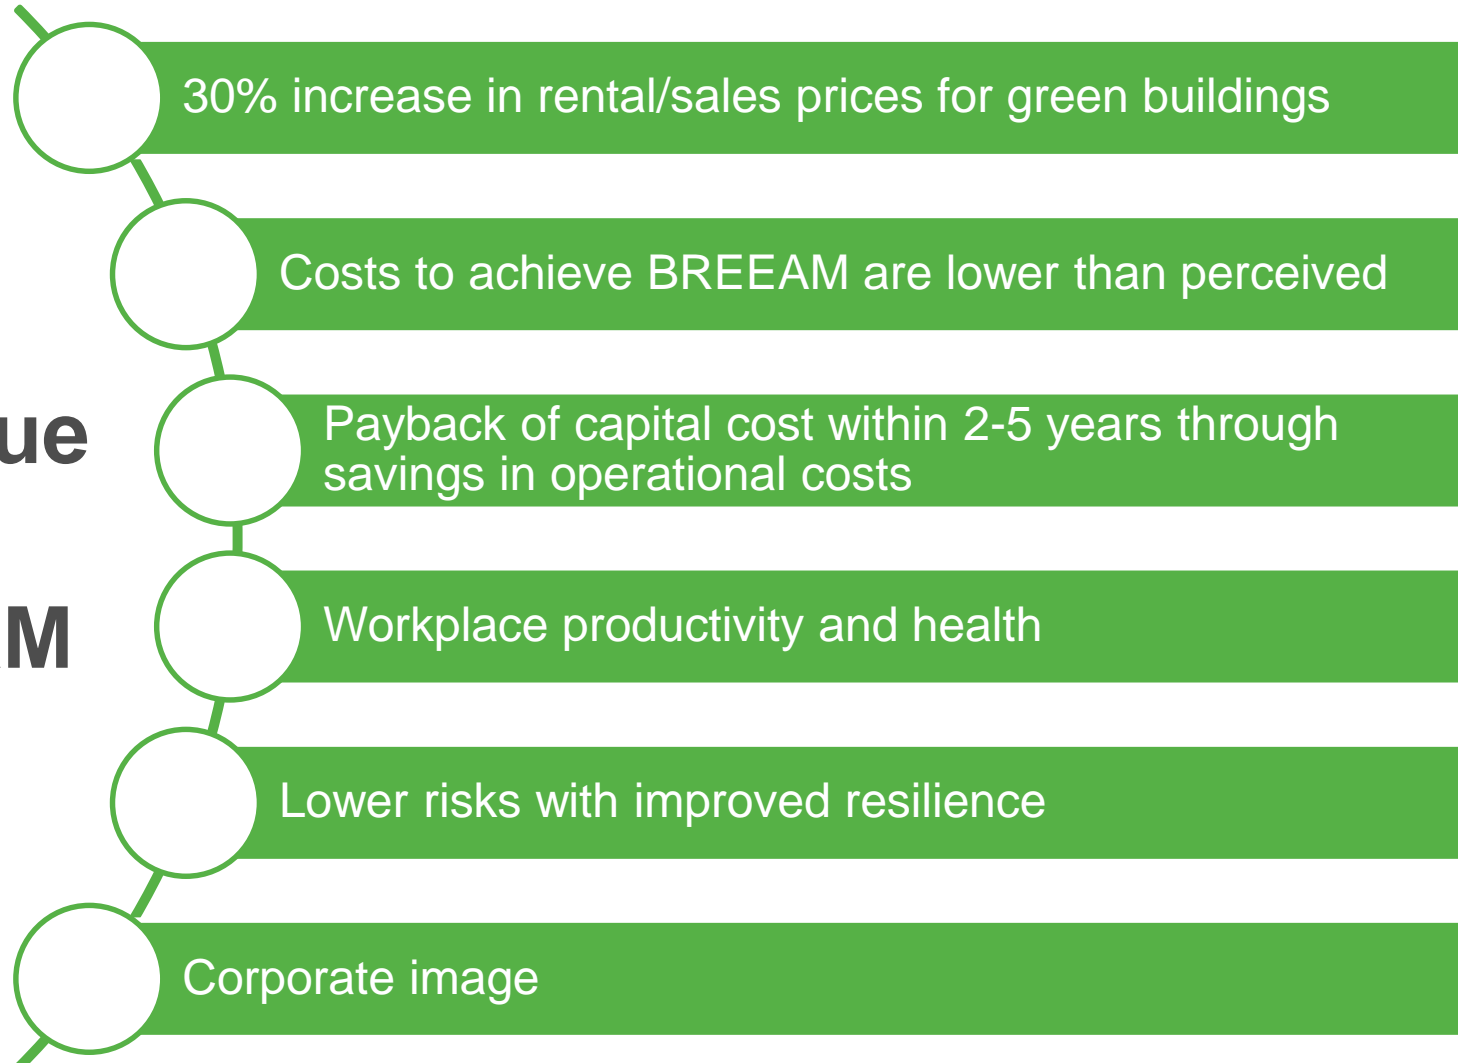 30% increase in rental/sales prices for green buildings
Costs to achieve BREEAM are lower than perceived
ue
Payback of capital cost within 2-5 years through
savings in operational costs
M
Workplace productivity and health
Lower risks with improved resilience
Corporate image